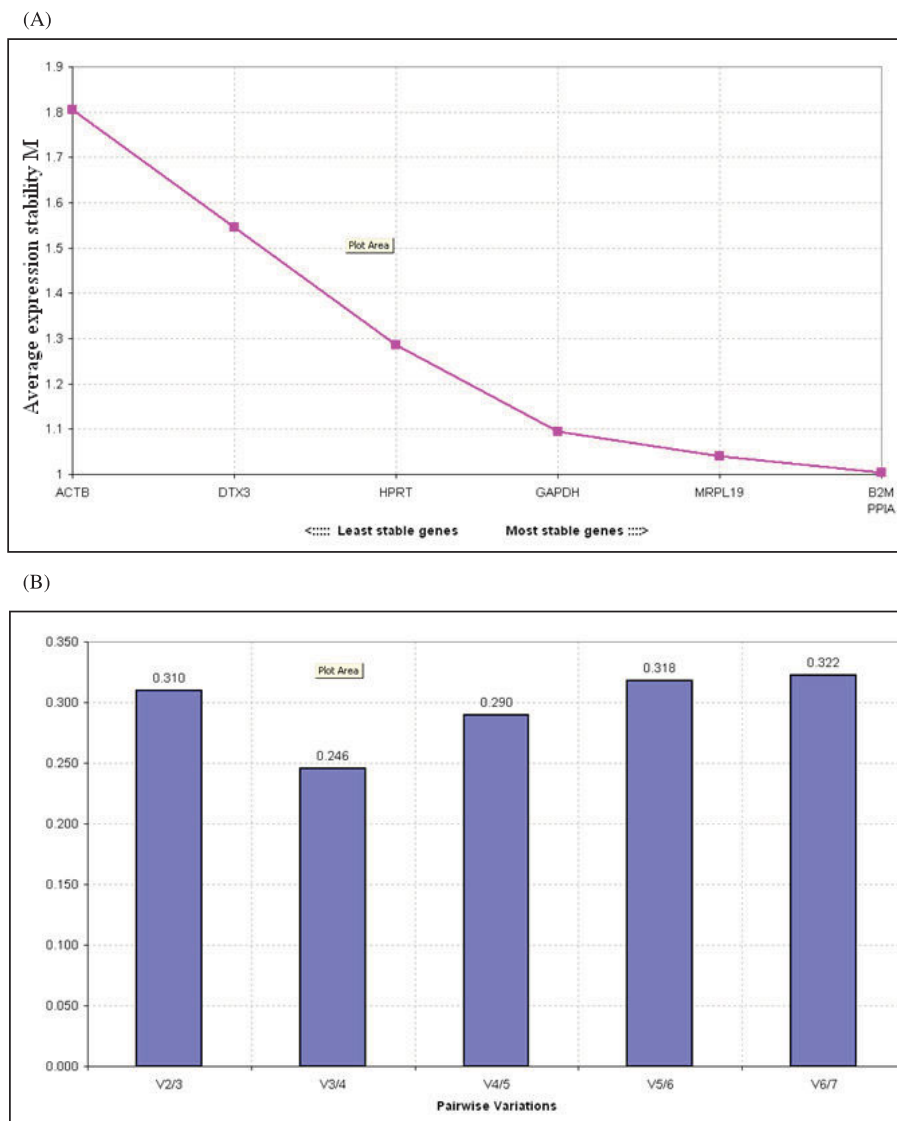 (A)
Average expression stability M
1.9
1.8
1.7
1.6
1.5
1.4
1.3
1.2
1.1
1
Plot Area
ACTB DTX3 HPRT GAPDH MRPL19 B2M
PPIA
<::::: Least stable genes Most stable genes ::::>
(B)
0.350
0.300
0.250
0.200
0.150
0.100
0.050
0.000
Plot Area
0.310 0.246 0.290 0.318 0.322
V2/3 V3/4 V4/5 V5/6 V6/7
Pairwise Variations